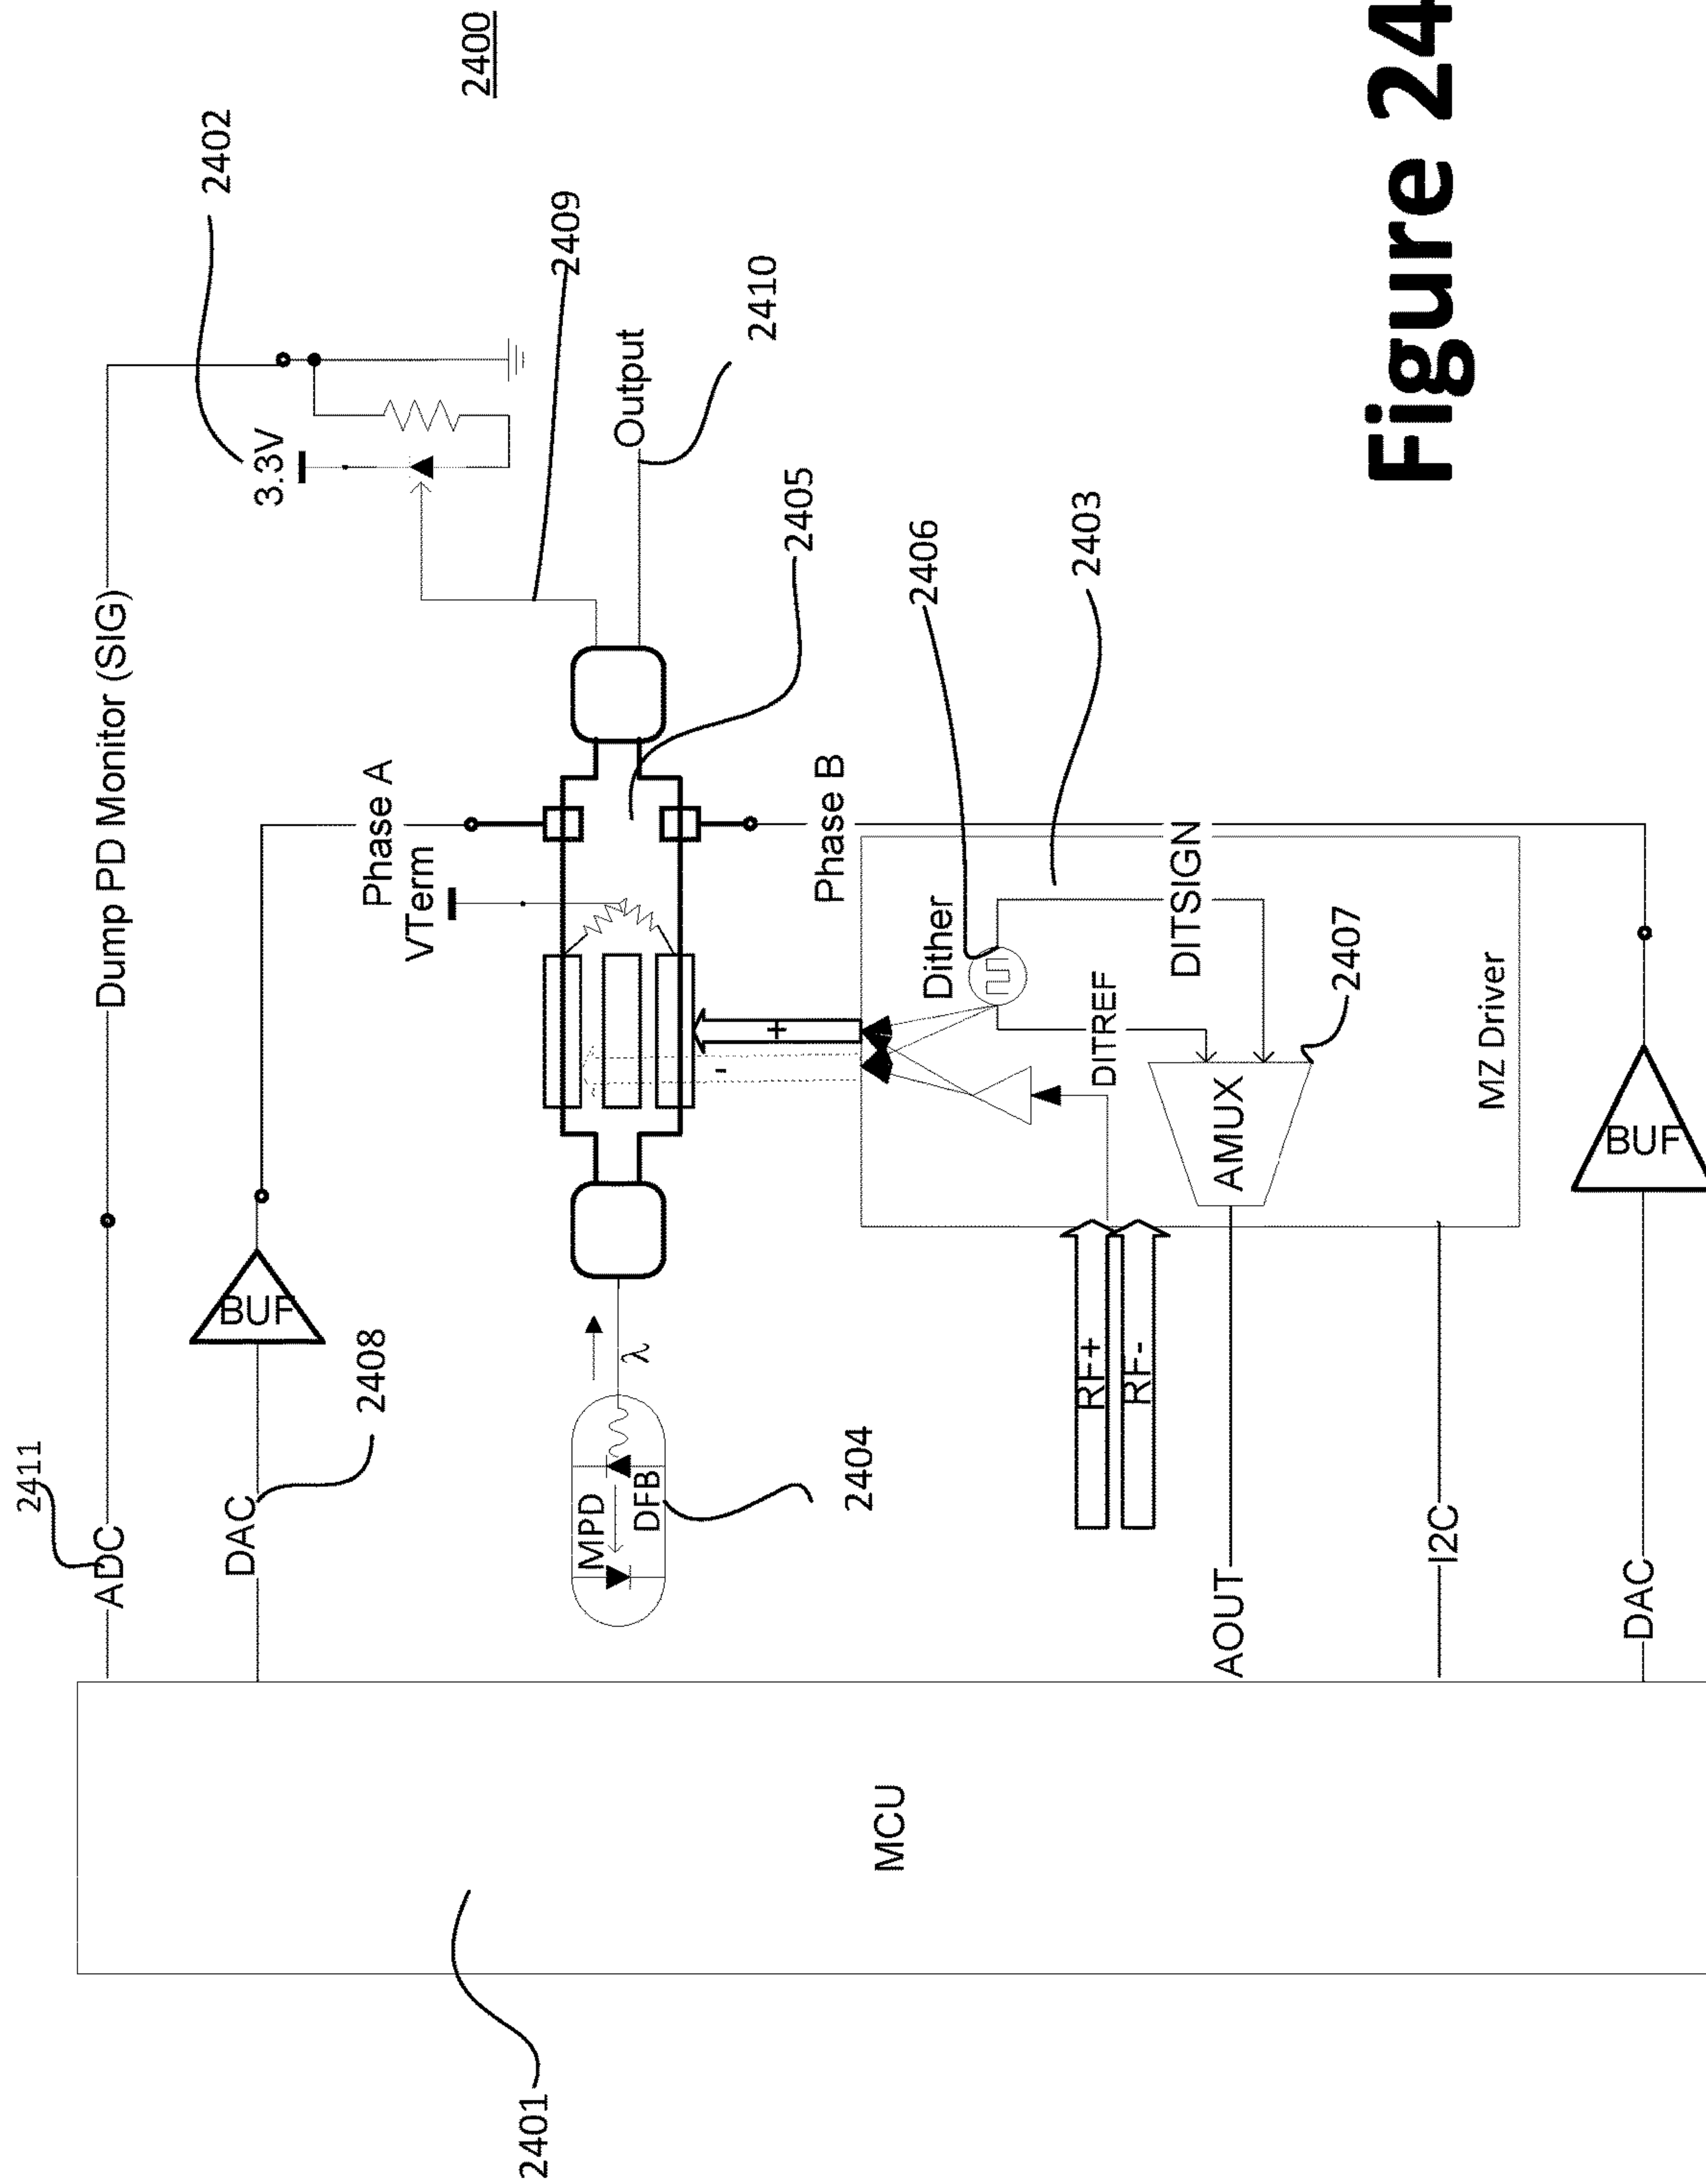 2400
2402
2409
2410
2405
2406
2403
2407
2411
2408
2404
2401
Dump PD Monitor (SIG)
ADC
DAC
BUF
Phase A
VTerm
3.3V
Output
MPD
DFB
λ
Phase B
+
-
Dither
DITREF
DITSIGN
AMUX
MZ Driver
RF+
RF-
AOUT
I2C
DAC
BUF
MCU
Figure 24